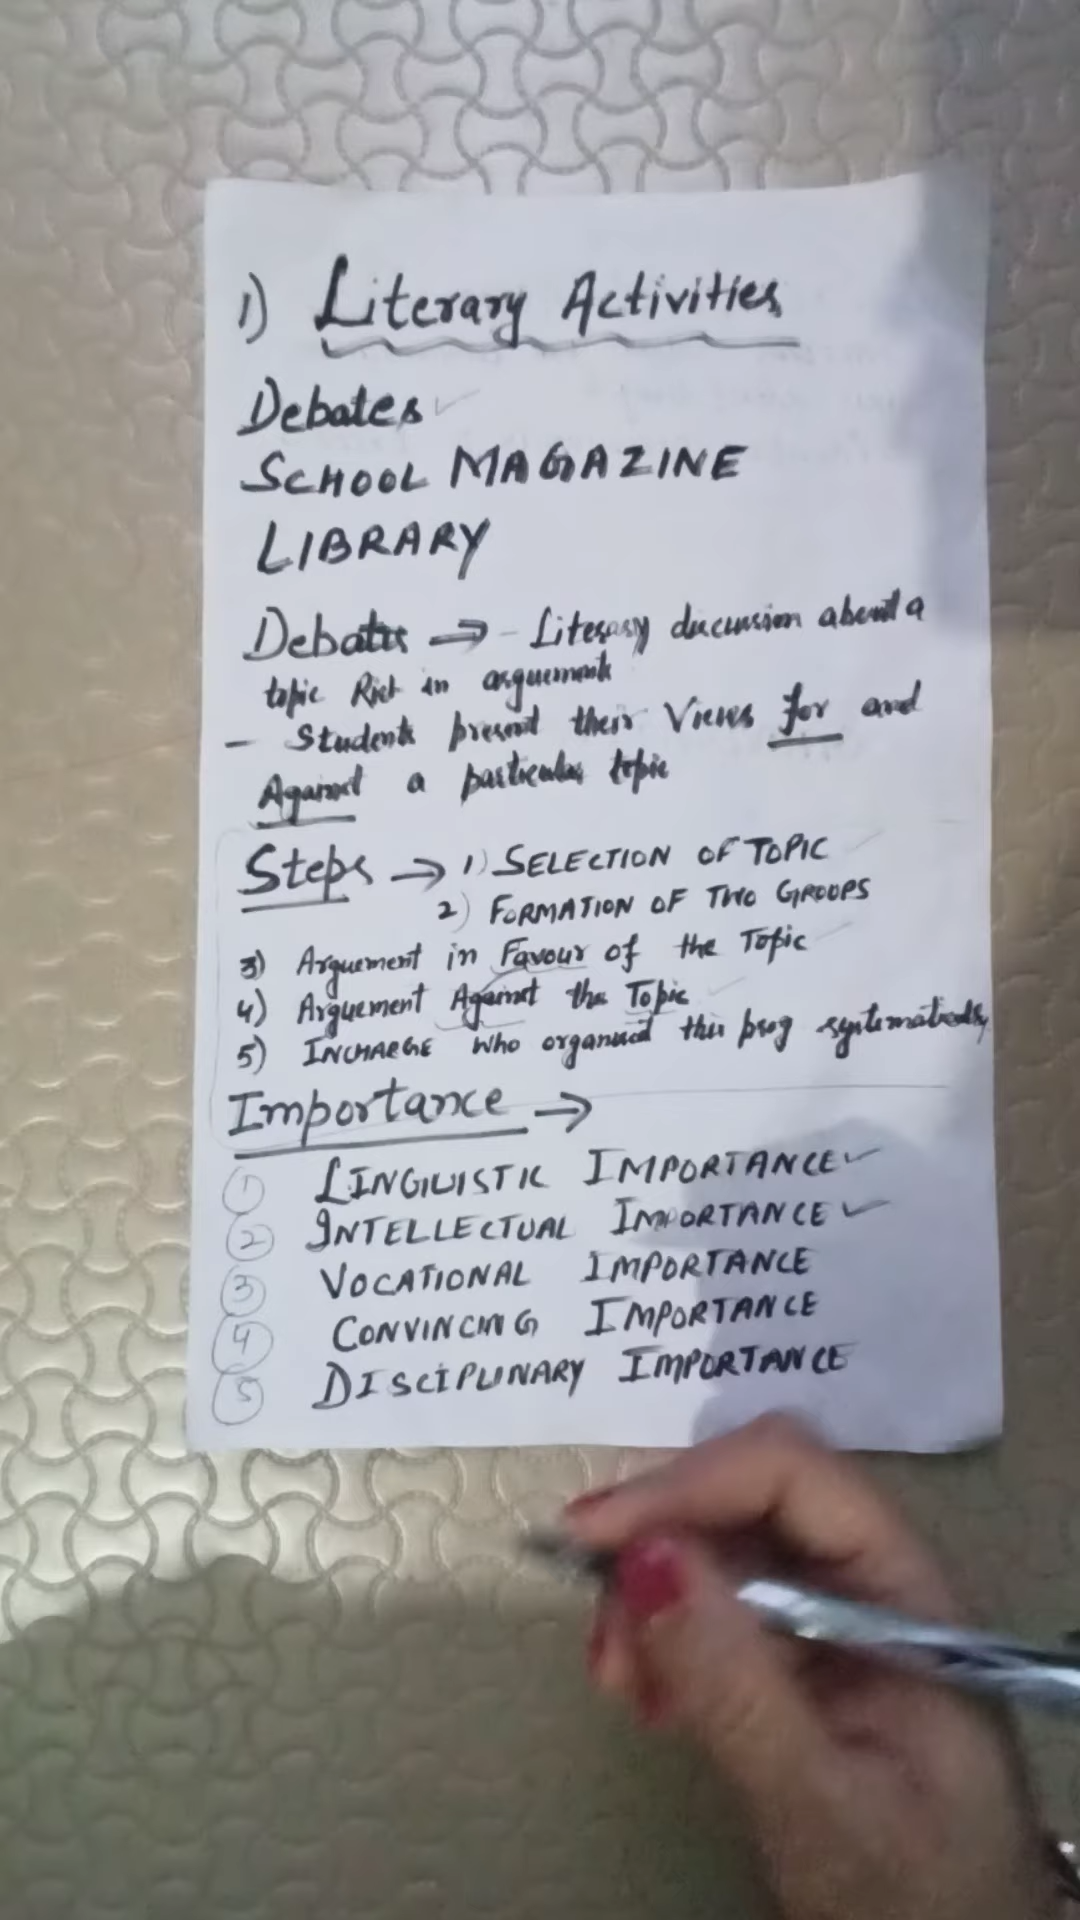 1) Literary Activities
Debates
SCHOOL MAGAZINE
LIBRARY
Debates → - Literary discussion about a
topic Rich in arguements
- Students present their Views for and
Against a particular topic
Steps → 1) SELECTION OF TOPIC
2) FORMATION OF TWO GROUPS
3) Arguement in Favour of the Topic
4) Arguement Against the Topic
5) INCHARGE who organised this prog systematically
Importance →
1 LINGUISTIC IMPORTANCE
2 INTELLECTUAL IMPORTANCE
3 VOCATIONAL IMPORTANCE
4 CONVINCING IMPORTANCE
5 DISCIPLINARY IMPORTANCE